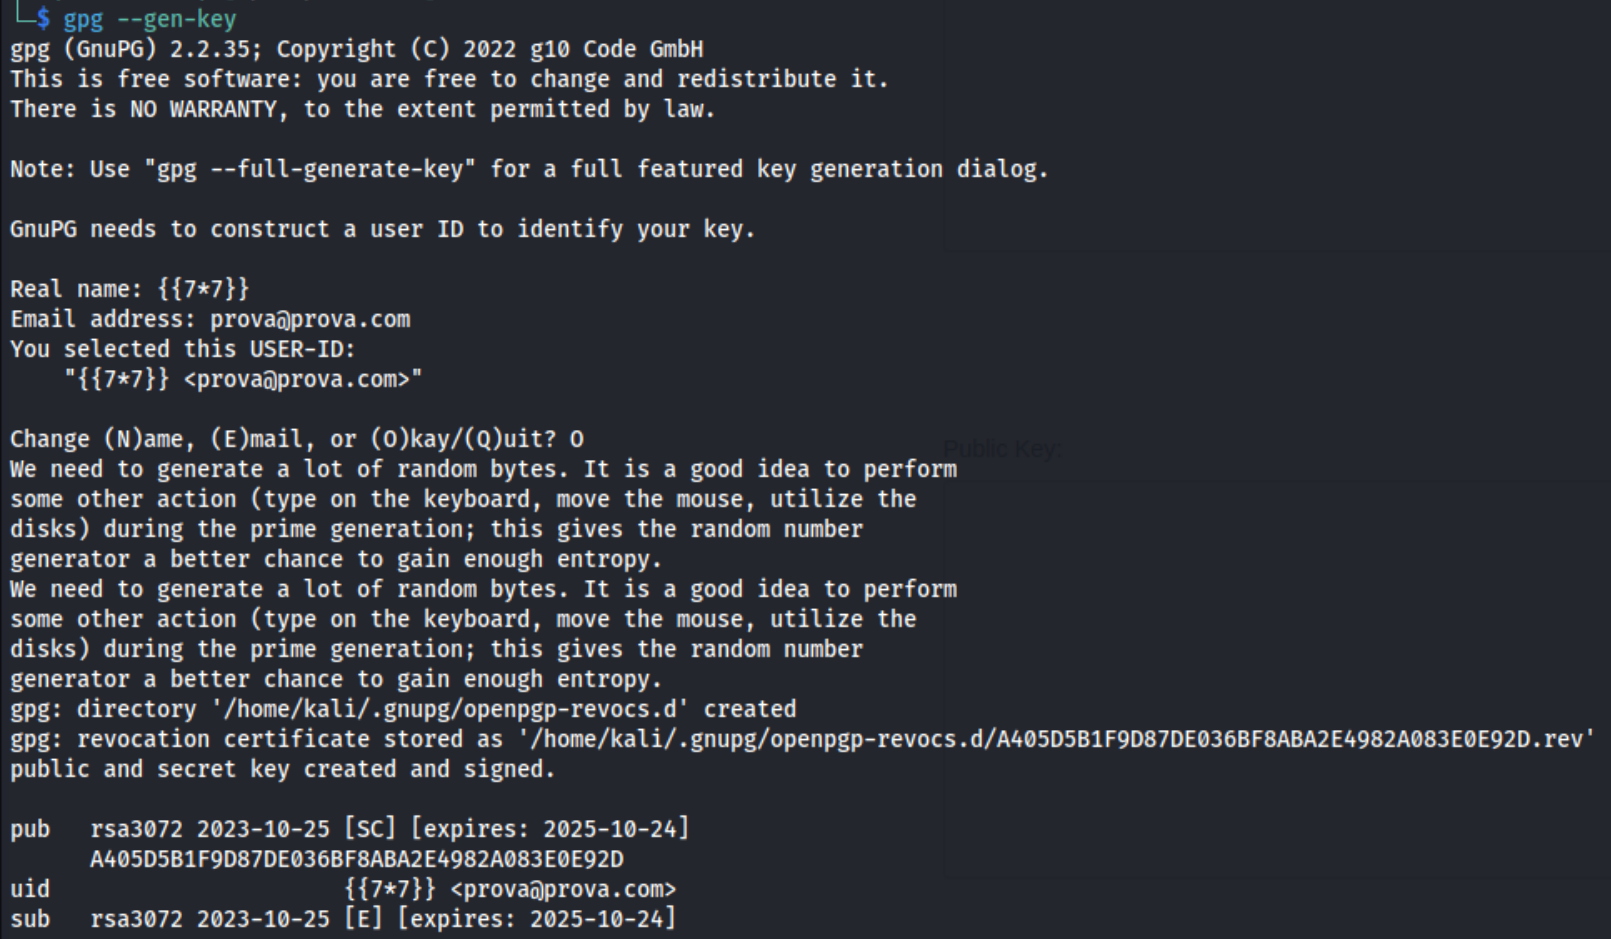 └─$ gpg --gen-key
gpg (GnuPG) 2.2.35; Copyright (C) 2022 g10 Code GmbH
This is free software: you are free to change and redistribute it.
There is NO WARRANTY, to the extent permitted by law.
Note: Use "gpg --full-generate-key" for a full featured key generation dialog.
GnuPG needs to construct a user ID to identify your key.
Real name: {{7*7}}
Email address: prova@prova.com
You selected this USER-ID:
    "{{7*7}} <prova@prova.com>"
Change (N)ame, (E)mail, or (O)kay/(Q)uit? O
Public Key:
We need to generate a lot of random bytes. It is a good idea to perform
some other action (type on the keyboard, move the mouse, utilize the
disks) during the prime generation; this gives the random number
generator a better chance to gain enough entropy.
We need to generate a lot of random bytes. It is a good idea to perform
some other action (type on the keyboard, move the mouse, utilize the
disks) during the prime generation; this gives the random number
generator a better chance to gain enough entropy.
gpg: directory '/home/kali/.gnupg/openpgp-revocs.d' created
gpg: revocation certificate stored as '/home/kali/.gnupg/openpgp-revocs.d/A405D5B1F9D87DE036BF8ABA2E4982A083E0E92D.rev'
public and secret key created and signed.
pub   rsa3072 2023-10-25 [SC] [expires: 2025-10-24]
      A405D5B1F9D87DE036BF8ABA2E4982A083E0E92D
uid                      {{7*7}} <prova@prova.com>
sub   rsa3072 2023-10-25 [E] [expires: 2025-10-24]